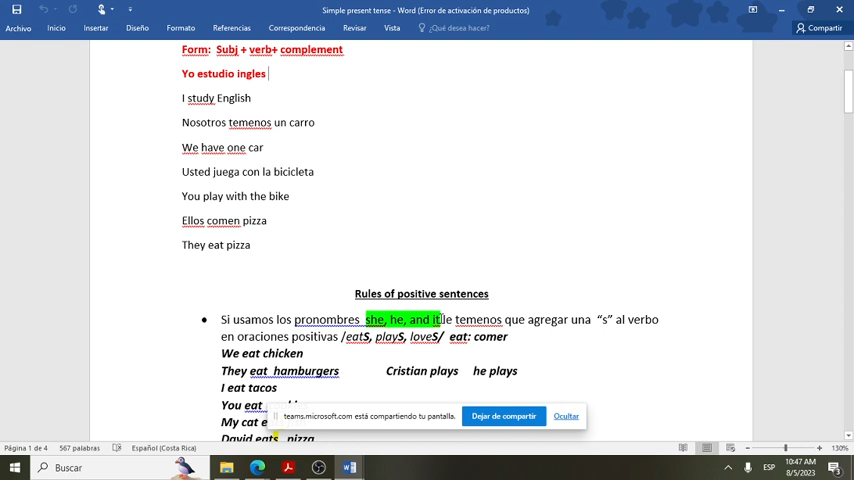 Simple present tense - Word (Error de activación de productos)
Archivo Inicio Insertar Diseño Formato Referencias Correspondencia Revisar Vista ¿Qué desea hacer? Compartir
Form: Subj + verb+ complement
Yo estudio ingles
I study English
Nosotros temenos un carro
We have one car
Usted juega con la bicicleta
You play with the bike
Ellos comen pizza
They eat pizza
Rules of positive sentences
• Si usamos los pronombres she, he, and it le temenos que agregar una “s” al verbo
en oraciones positivas /eatS, playS, loveS/ eat: comer
We eat chicken
They eat hamburgers Cristian plays he plays
I eat tacos
You eat
My cat
David eats pizza
teams.microsoft.com está compartiendo tu pantalla. Dejar de compartir Ocultar
Página 1 de 4 567 palabras Español (Costa Rica) 130%
Buscar ESP 10:47 AM
8/5/2023 3